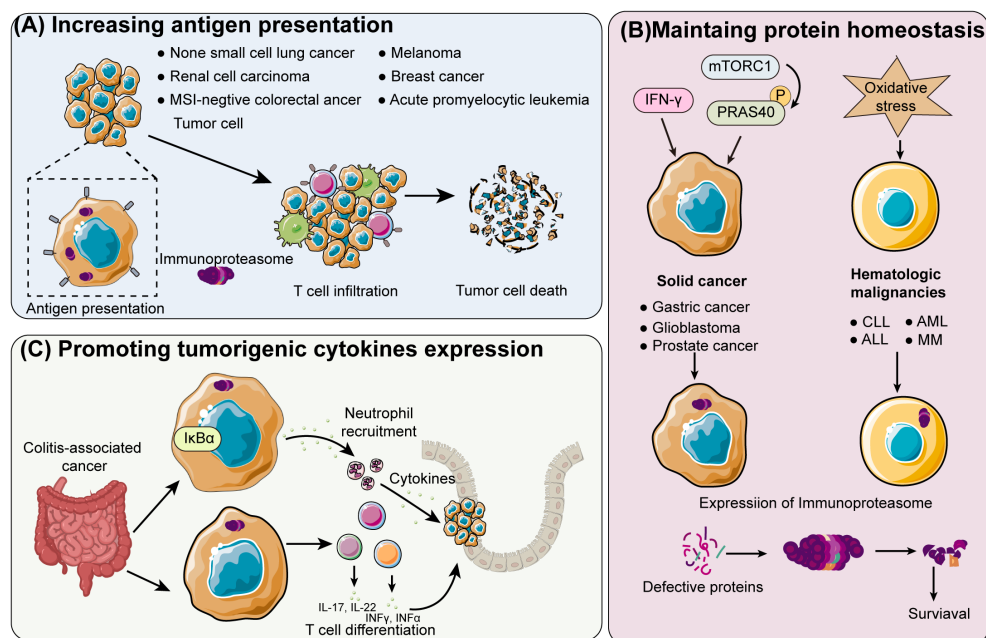 (A) Increasing antigen presentation
● None small cell lung cancer
● Renal cell carcinoma
● MSI-negtive colorectal ancer
● Melanoma
● Breast cancer
● Acute promyelocytic leukemia
Tumor cell
Immunoproteasome
Antigen presentation
T cell infiltration
Tumor cell death
(B)Maintaing protein homeostasis
mTORC1
IFN-γ
P
PRAS40
Oxidative
stress
Solid cancer
● Gastric cancer
● Glioblastoma
● Prostate cancer
Hematologic
malignancies
● CLL
● AML
● ALL
● MM
Expressiion of Immunoproteasome
Defective proteins
Surviaval
(C) Promoting tumorigenic cytokines expression
Colitis-associated
cancer
IκBα
Neutrophil
recruitment
Cytokines
IL-17, IL-22
INFγ, INFα
T cell differentiation